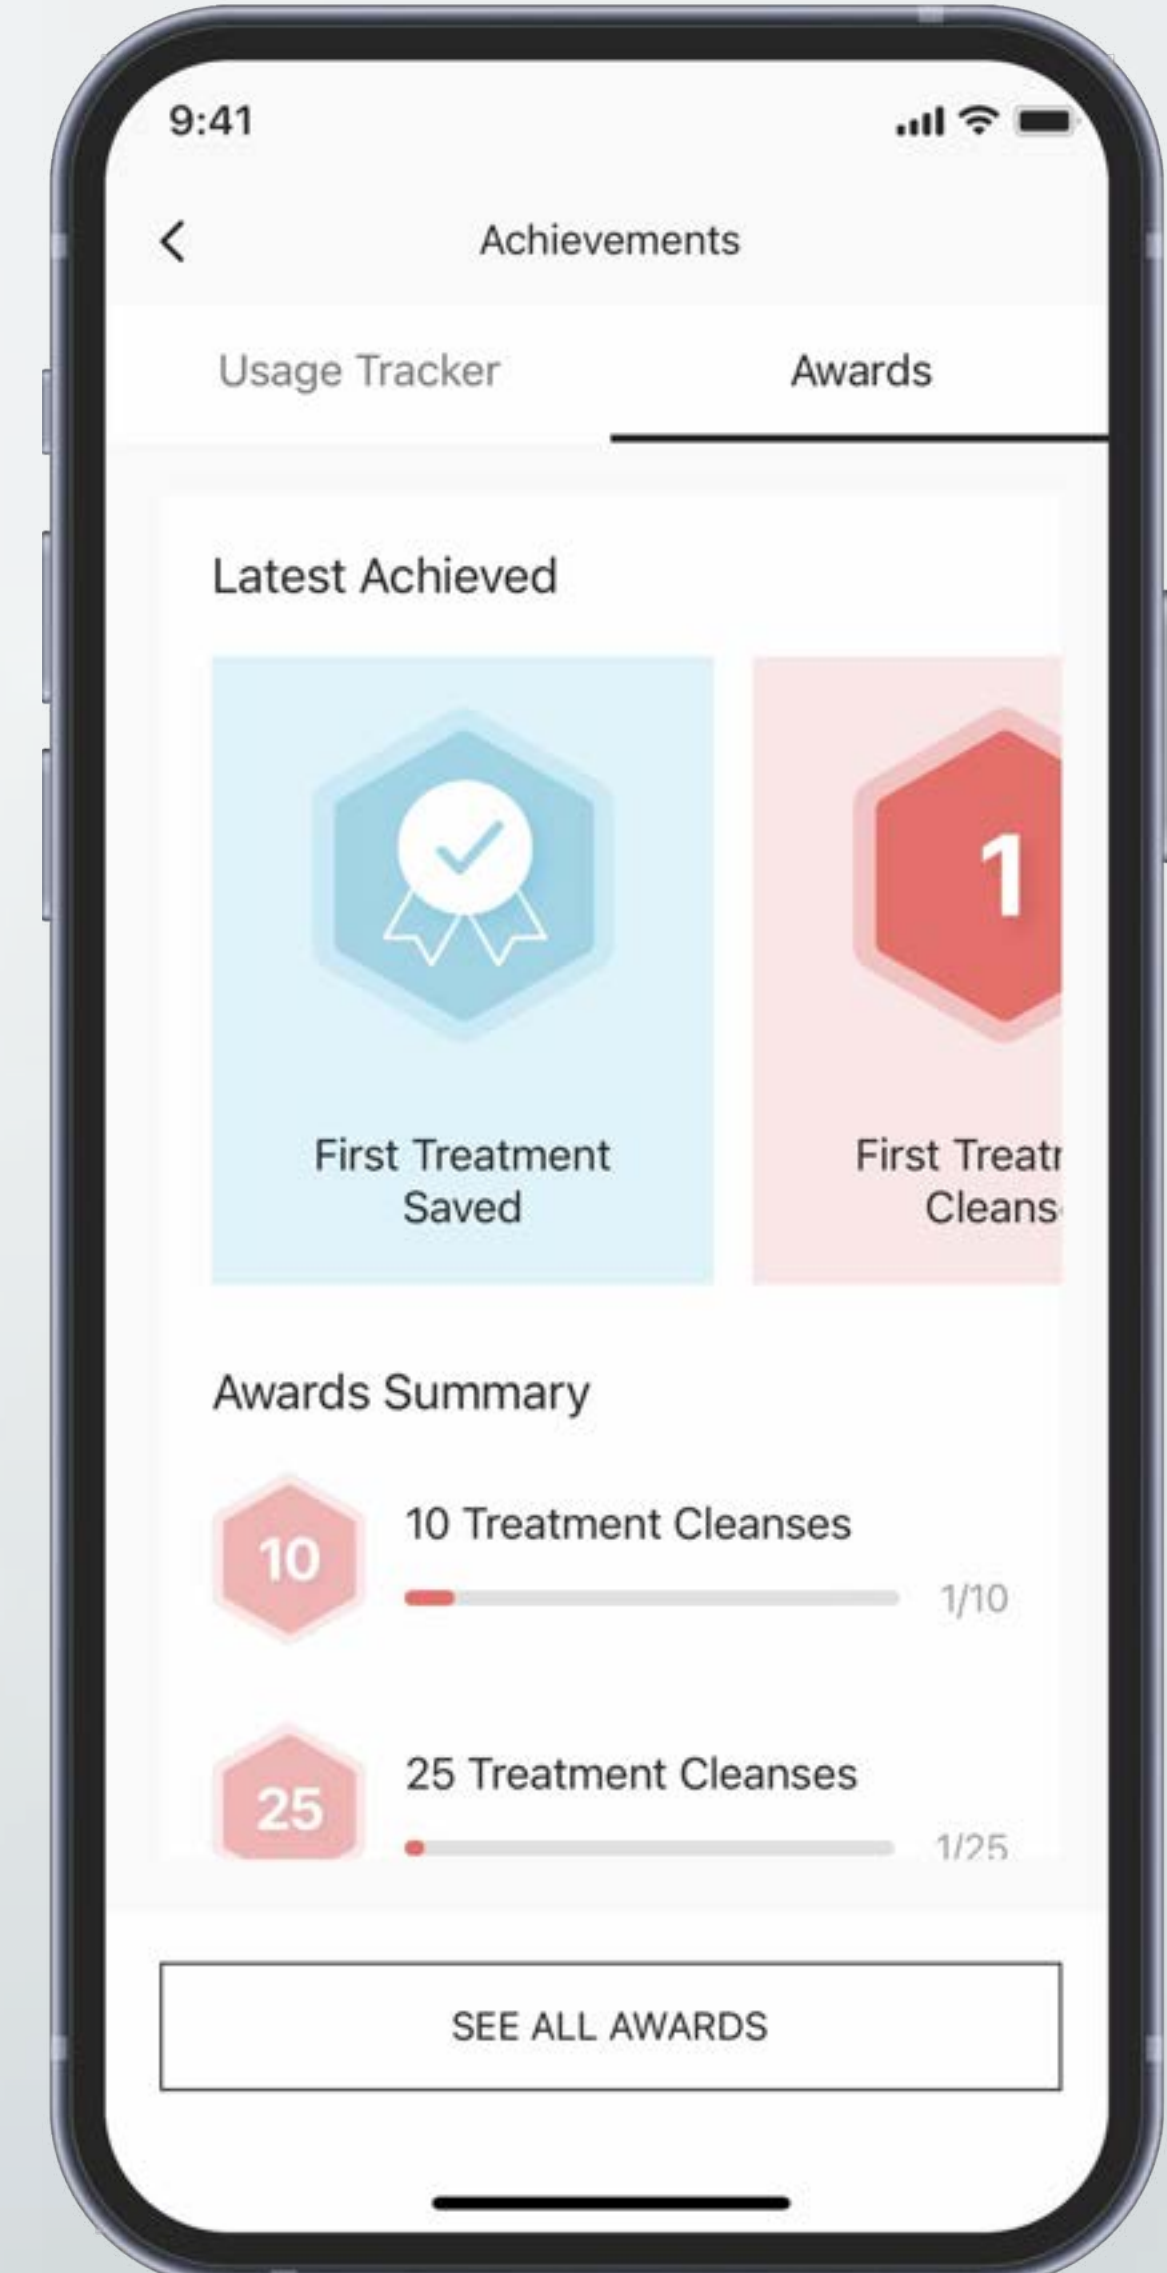 9:41
Achievements
Usage Tracker
Awards
Latest Achieved
1
First Treatment
Saved
First
Awards Summary
10
10 Treatment Cleanses
1/10
25
25 Treatment Cleanses
1/25
SEE ALL AWARDS